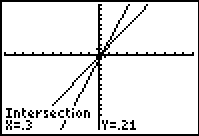 Intersection
X=.3 Y=.21